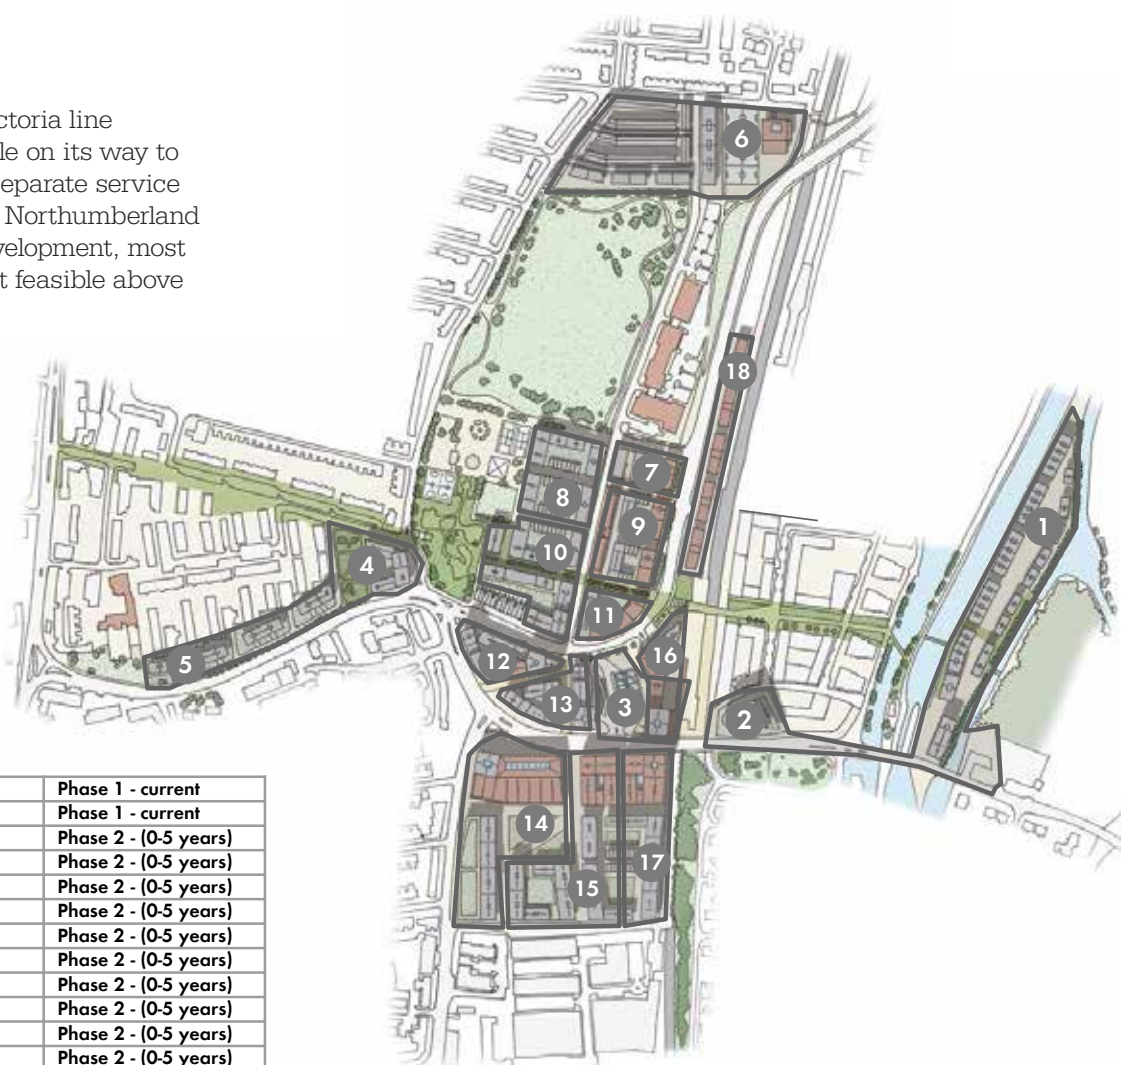 ctoria line
le on its way to
eparate service
Northumberland
velopment, most
t feasible above
6
18
7
8
9
1
10
4
11
5
16
12
13
3
2
14
17
15
Phase 1 - current
Phase 1 - current
Phase 2 - (0-5 years)
Phase 2 - (0-5 years)
Phase 2 - (0-5 years)
Phase 2 - (0-5 years)
Phase 2 - (0-5 years)
Phase 2 - (0-5 years)
Phase 2 - (0-5 years)
Phase 2 - (0-5 years)
Phase 2 - (0-5 years)
Phase 2 - (0-5 years)